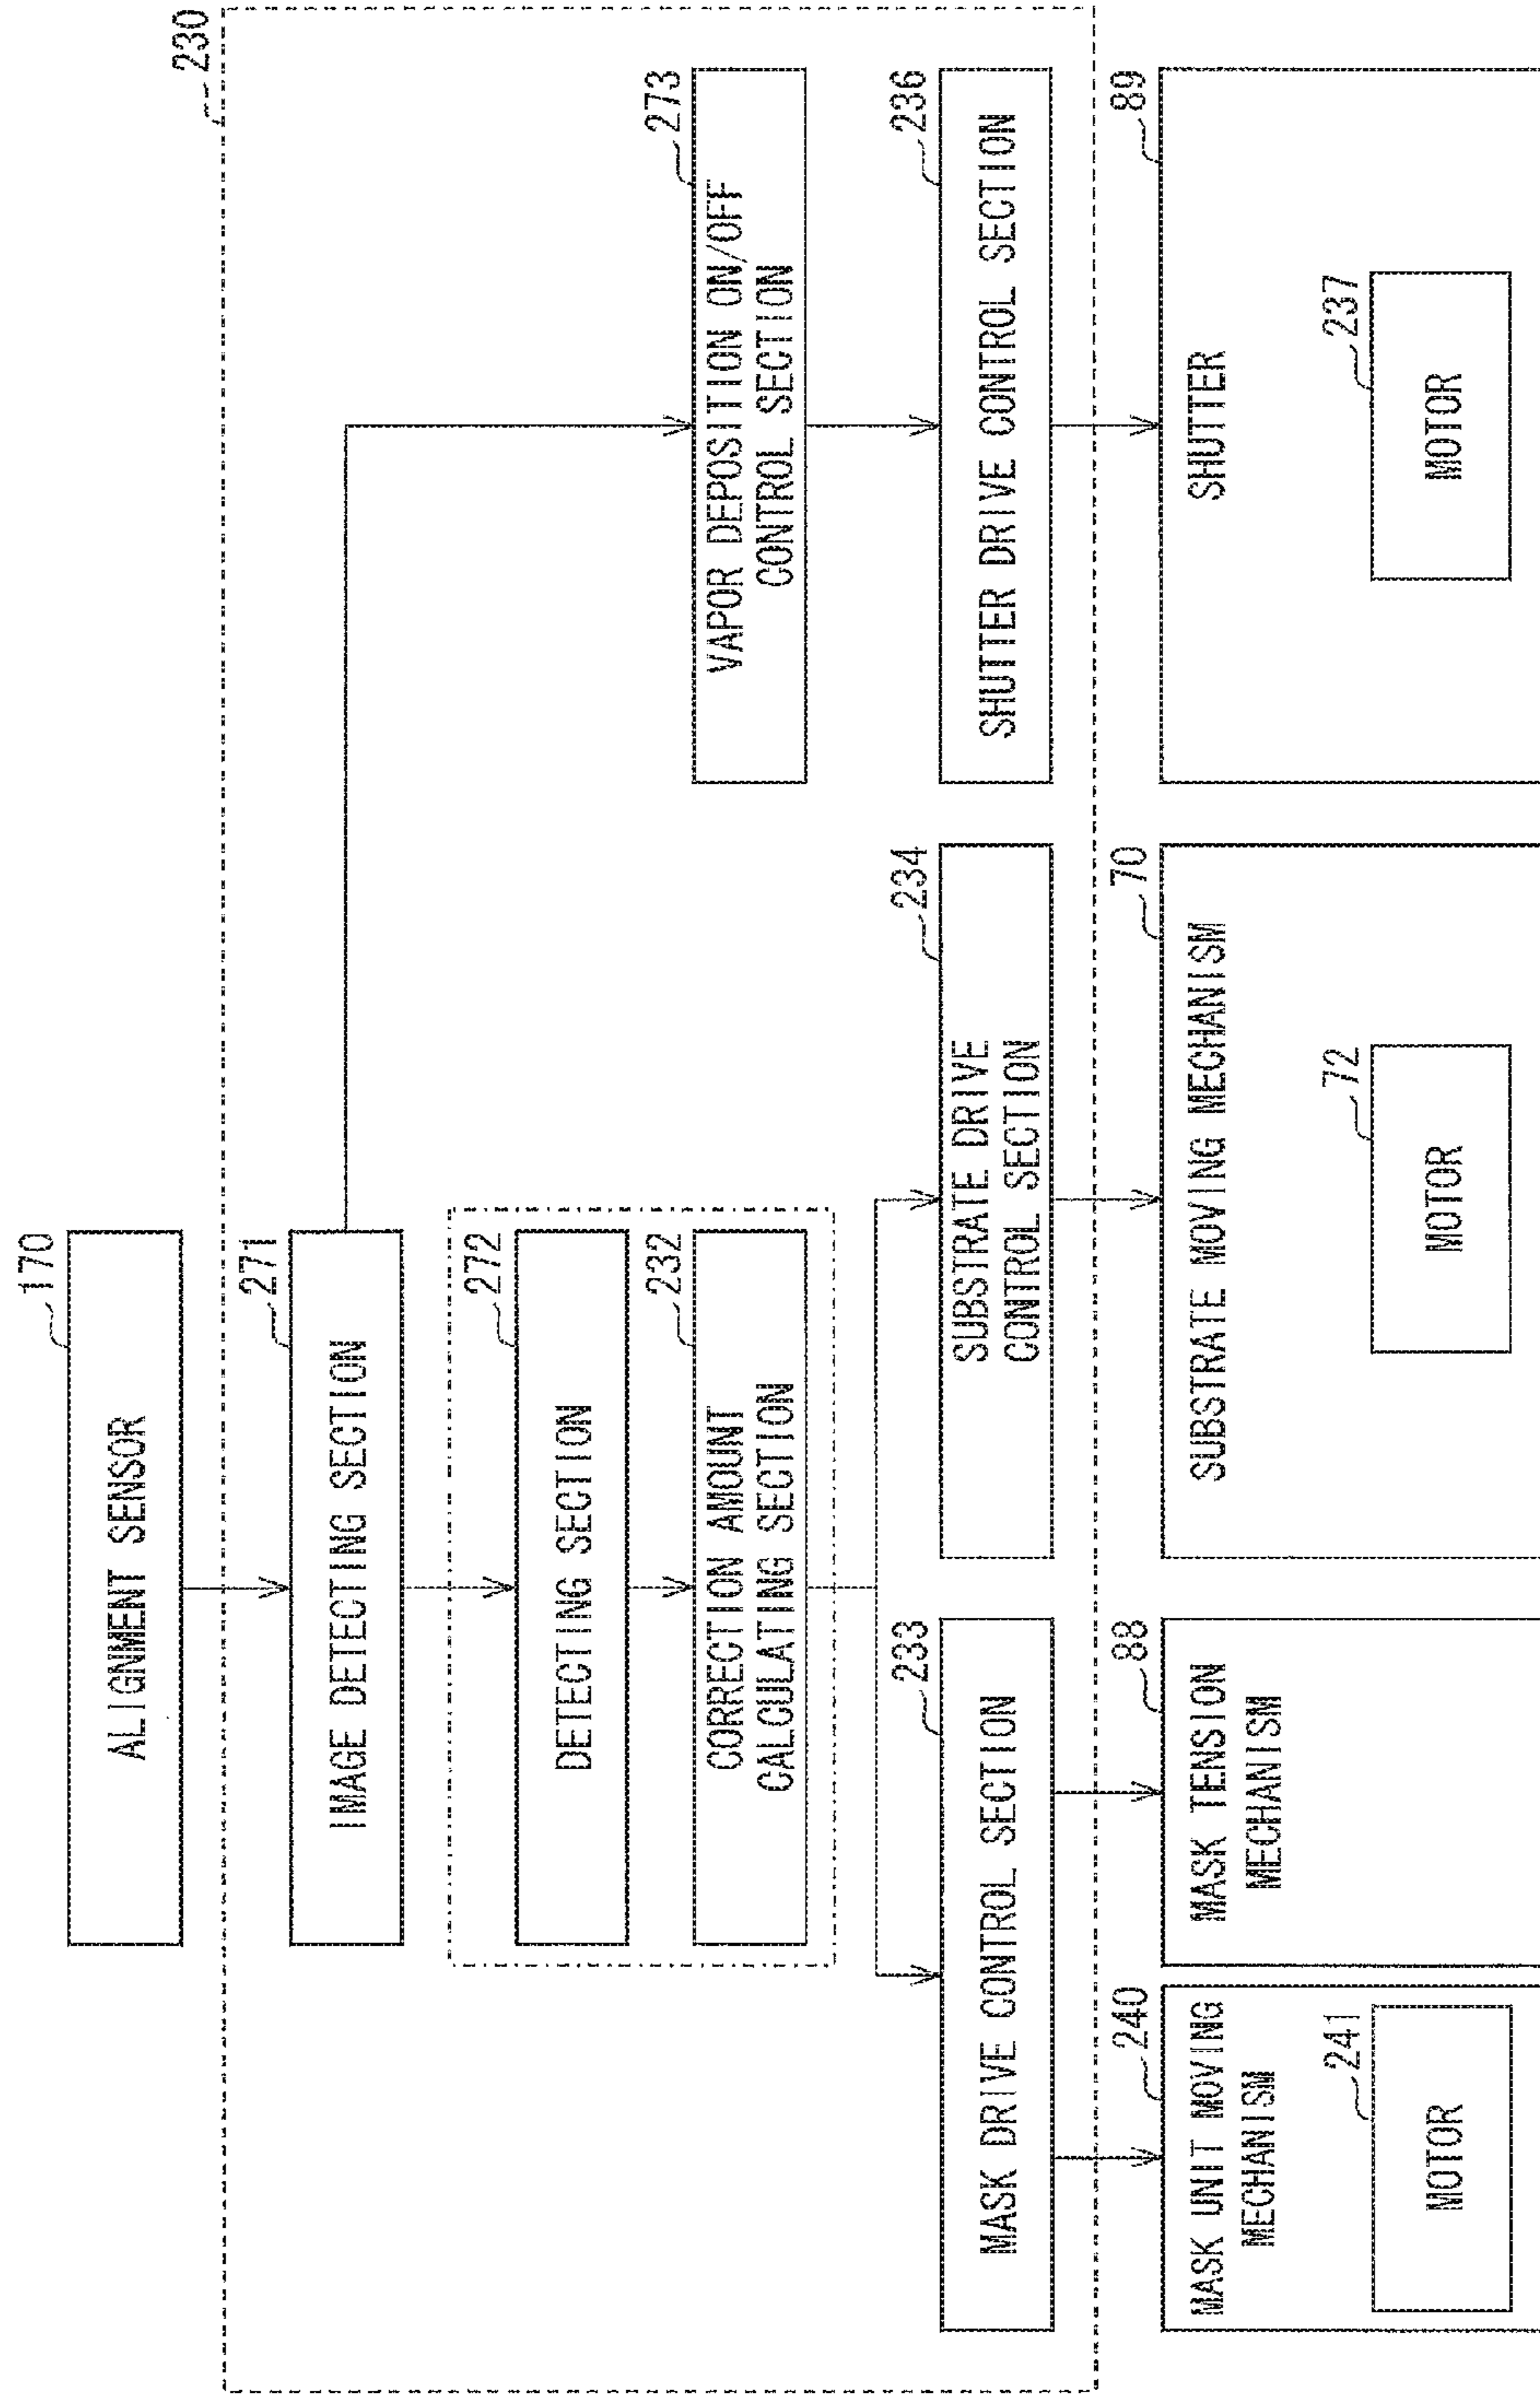 170
ALIGNMENT SENSOR
230
271
IMAGE DETECTING SECTION
272
DETECTING SECTION
232
CORRECTION AMOUNT
CALCULATING SECTION
273
VAPOR DEPOSITION ON/OFF
CONTROL SECTION
233
MASK DRIVE CONTROL SECTION
234
SUBSTRATE DRIVE
CONTROL SECTION
236
SHUTTER DRIVE CONTROL SECTION
240
MASK UNIT MOVING
MECHANISM
241
MOTOR
88
MASK TENSION
MECHANISM
70
SUBSTRATE MOVING MECHANISM
72
MOTOR
89
SHUTTER
237
MOTOR